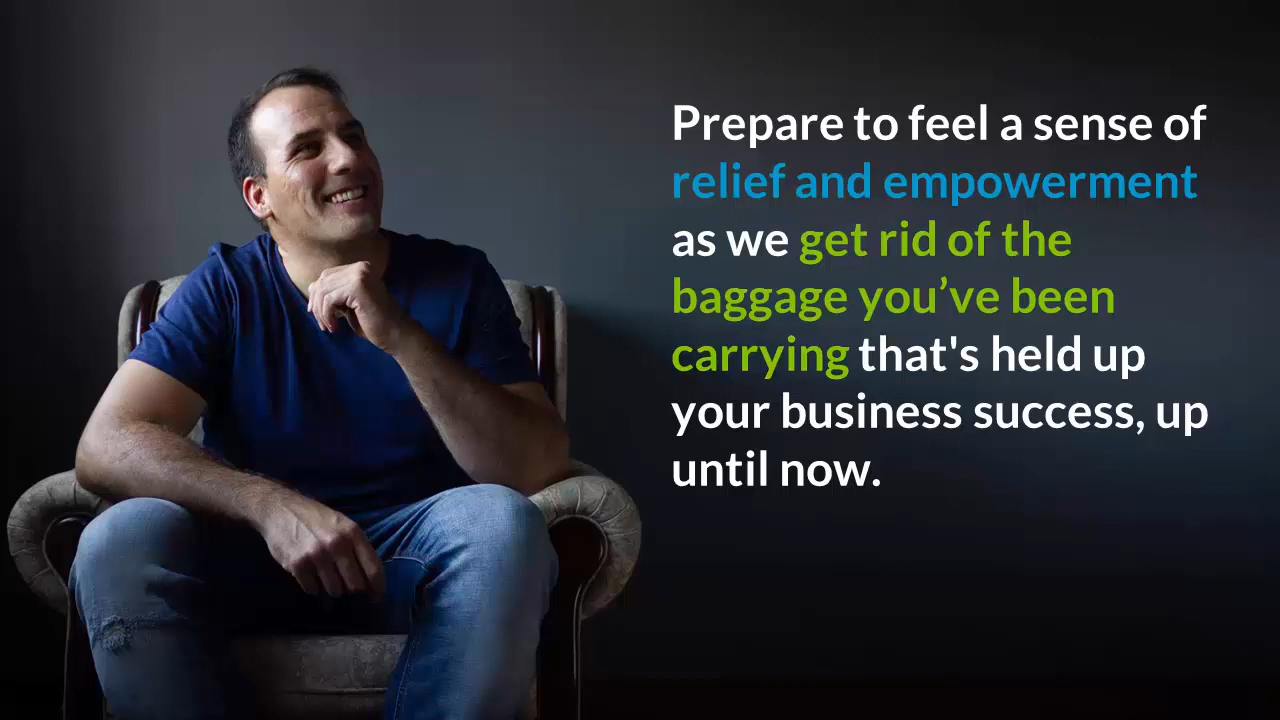 Prepare to feel a sense of
relief and empowerment
as we get rid of the
baggage you’ve been
carrying that's held up
your business success, up
until now.